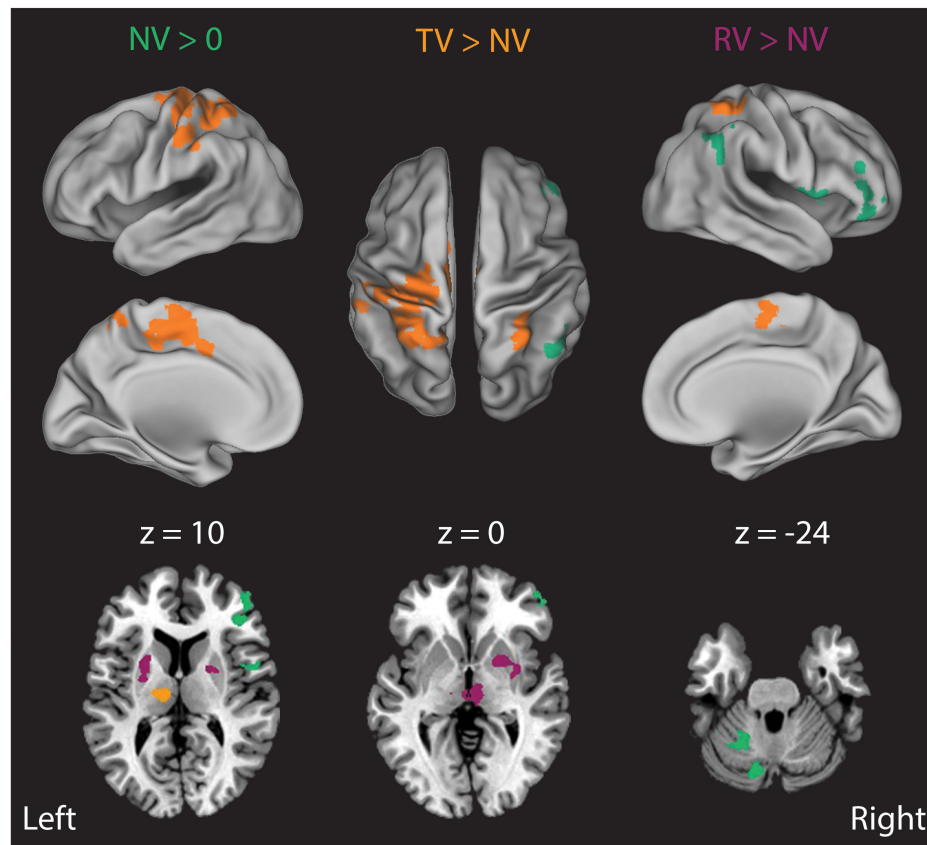 NV > 0 TV > NV RV > NV
z = 10 z = 0 z = -24
Left Right